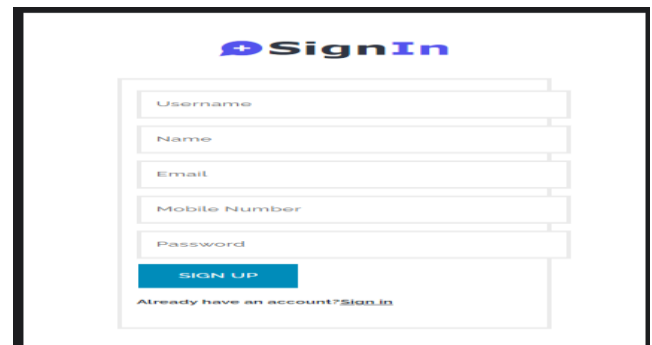 SignIn
Username
Name
Email
Mobile Number
Password
SIGN UP
Already have an account?Sign in